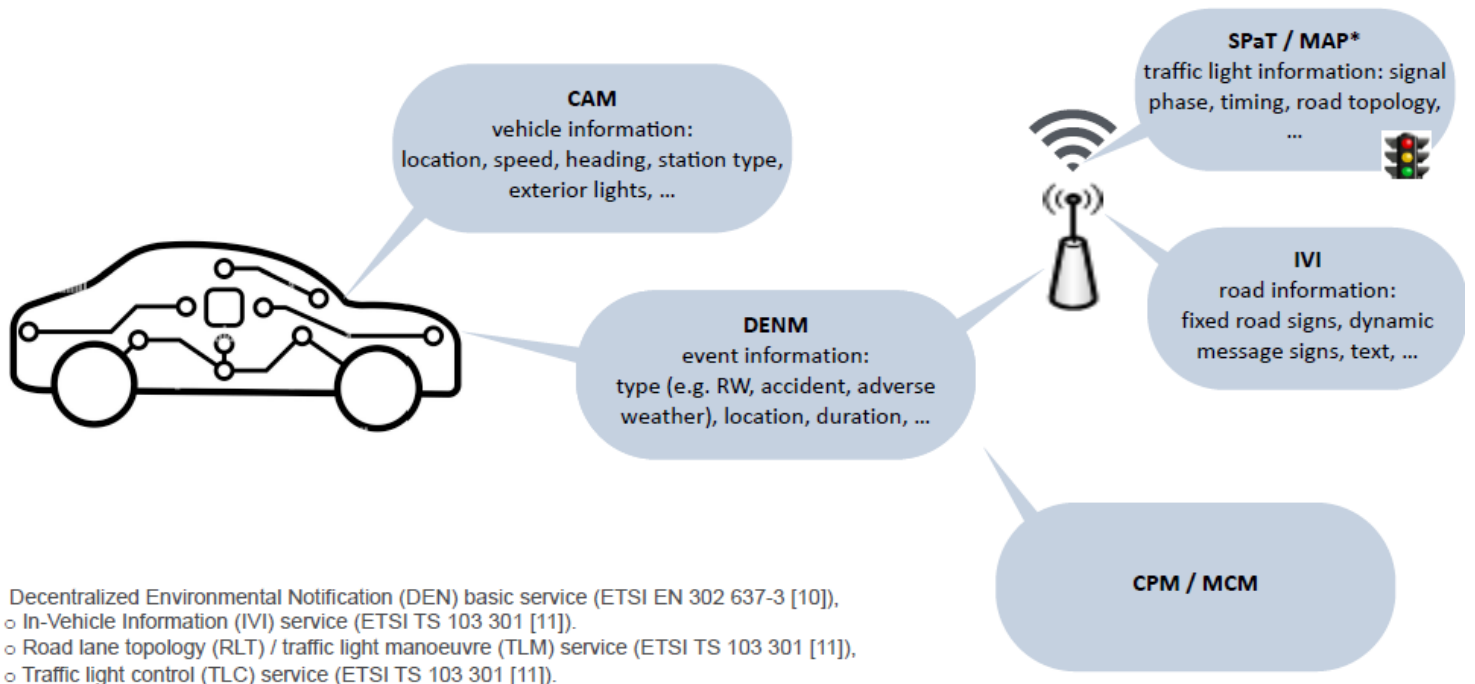 CAM
vehicle information:
location, speed, heading, station type,
exterior lights, ...
SPaT / MAP*
traffic light information: signal
phase, timing, road topology,
...
DENM
event information:
type (e.g. RW, accident, adverse
weather), location, duration, ...
IVI
road information:
fixed road signs, dynamic
message signs, text, ...
CPM / MCM
Decentralized Environmental Notification (DEN) basic service (ETSI EN 302 637-3 [10]),
o In-Vehicle Information (IVI) service (ETSI TS 103 301 [11]).
o Road lane topology (RLT) / traffic light manoeuvre (TLM) service (ETSI TS 103 301 [11]),
o Traffic light control (TLC) service (ETSI TS 103 301 [11]).